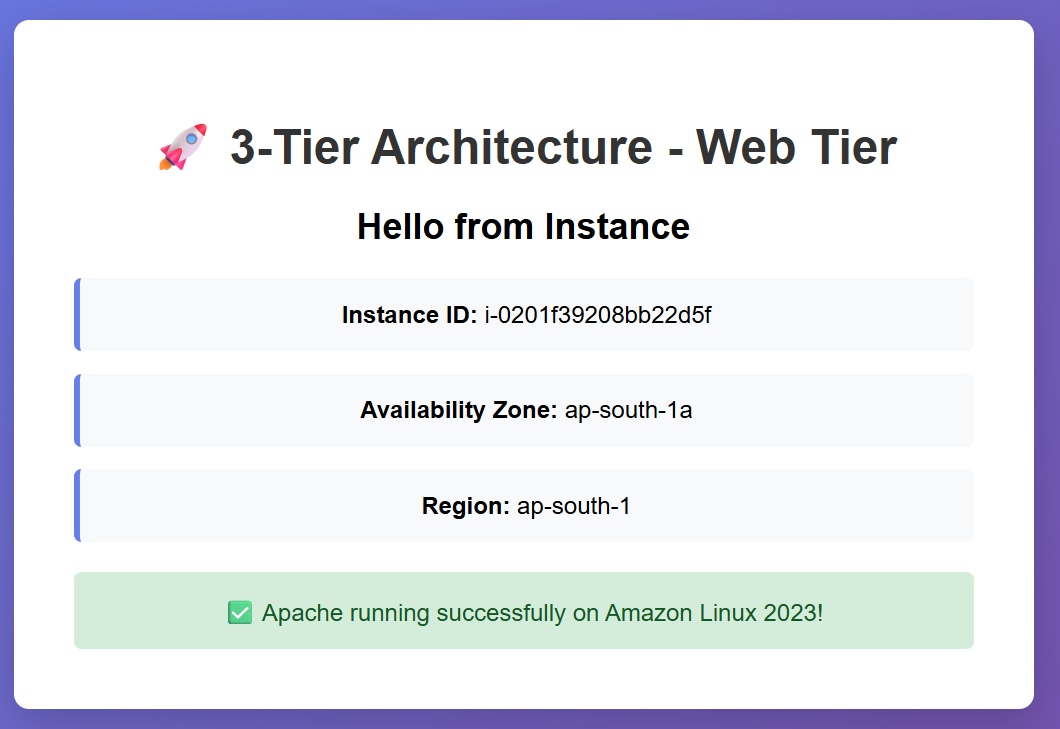 🚀 3-Tier Architecture - Web Tier
Hello from Instance
Instance ID: i-0201f39208bb22d5f
Availability Zone: ap-south-1a
Region: ap-south-1
✅ Apache running successfully on Amazon Linux 2023!